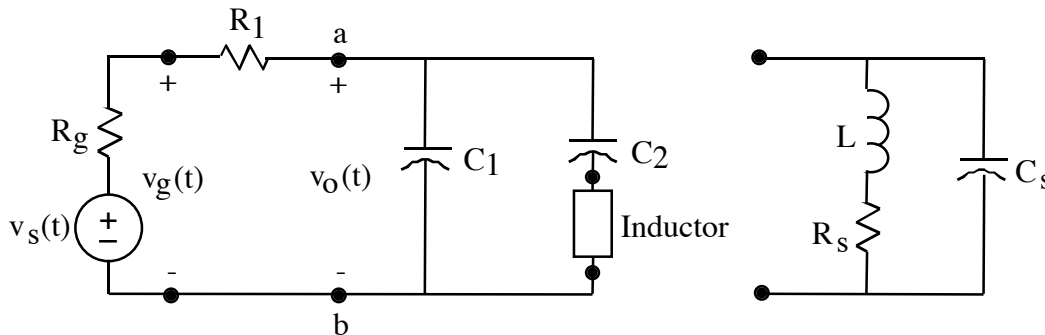 R1
a
+
+
Rg
vg(t)
vo(t)
C1
C2
L
Cs
vs(t)
+
−
Inductor
Rs
-
-
b